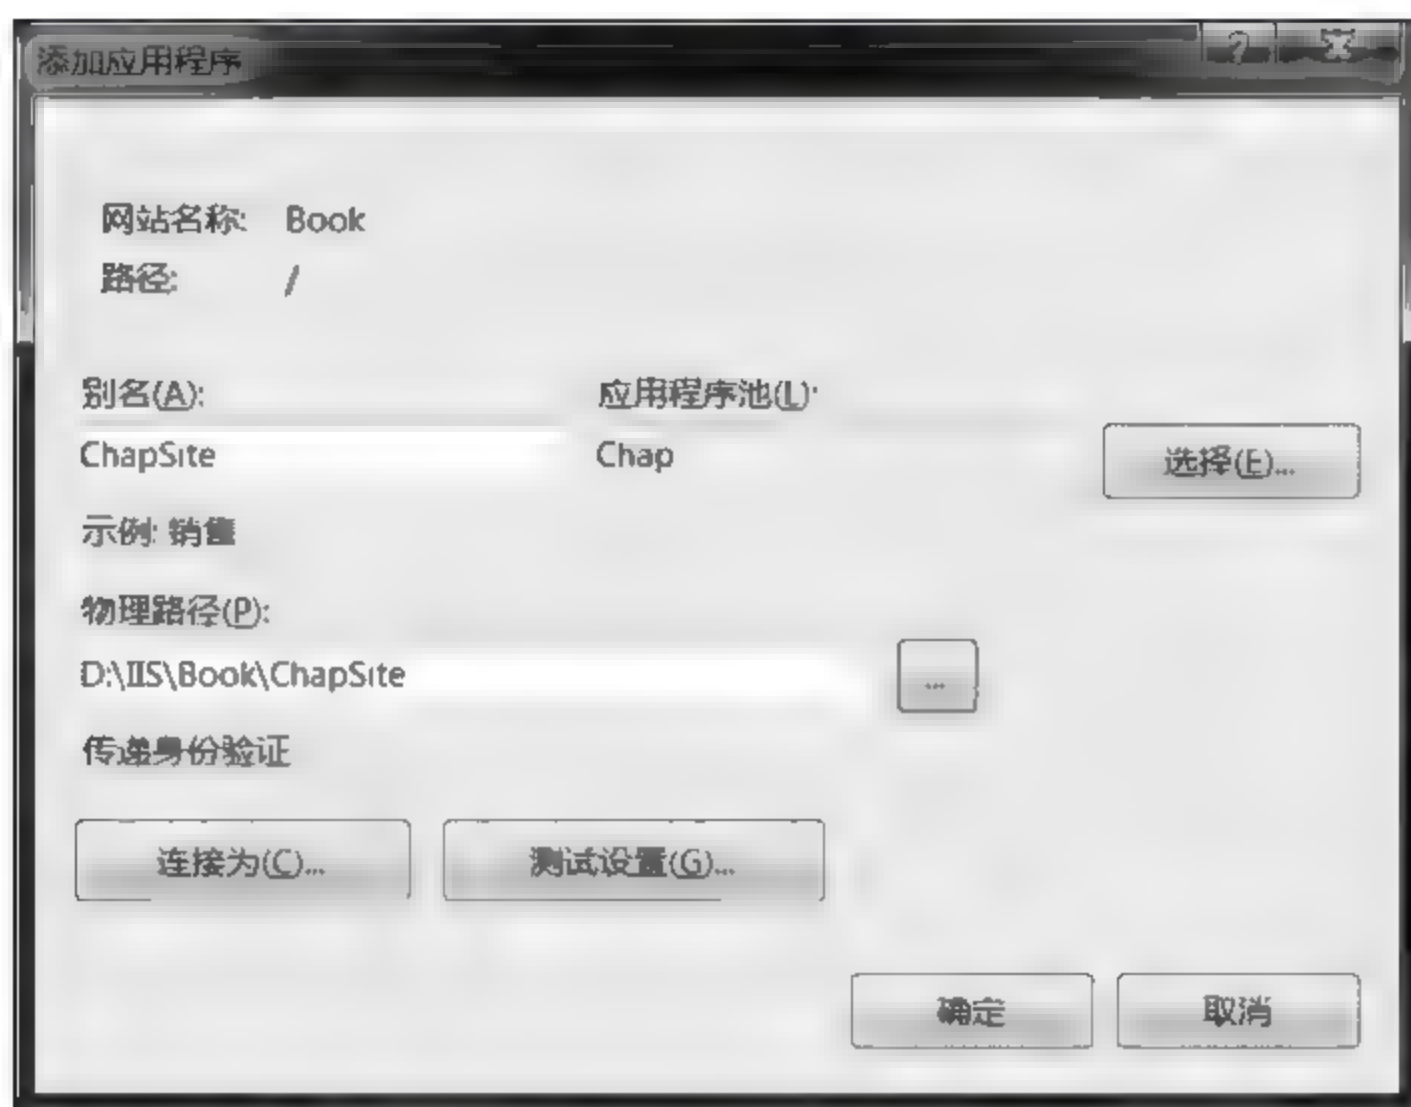 添加应用程序
网站名称: Book
路径: /
别名(A): 应用程序池(L):
ChapSite Chap 选择(E)...
示例: 销售
物理路径(P):
D:\IIS\Book\ChapSite ...
传递身份验证
连接为(C)... 测试设置(G)...
确定 取消